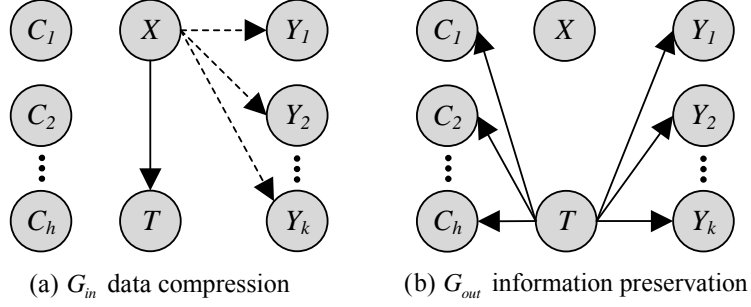 C1 X Y1
C2 Y2
Ch T Yk
(a) Gin data compression
C1 X Y1
C2 Y2
Ch T Yk
(b) Gout information preservation